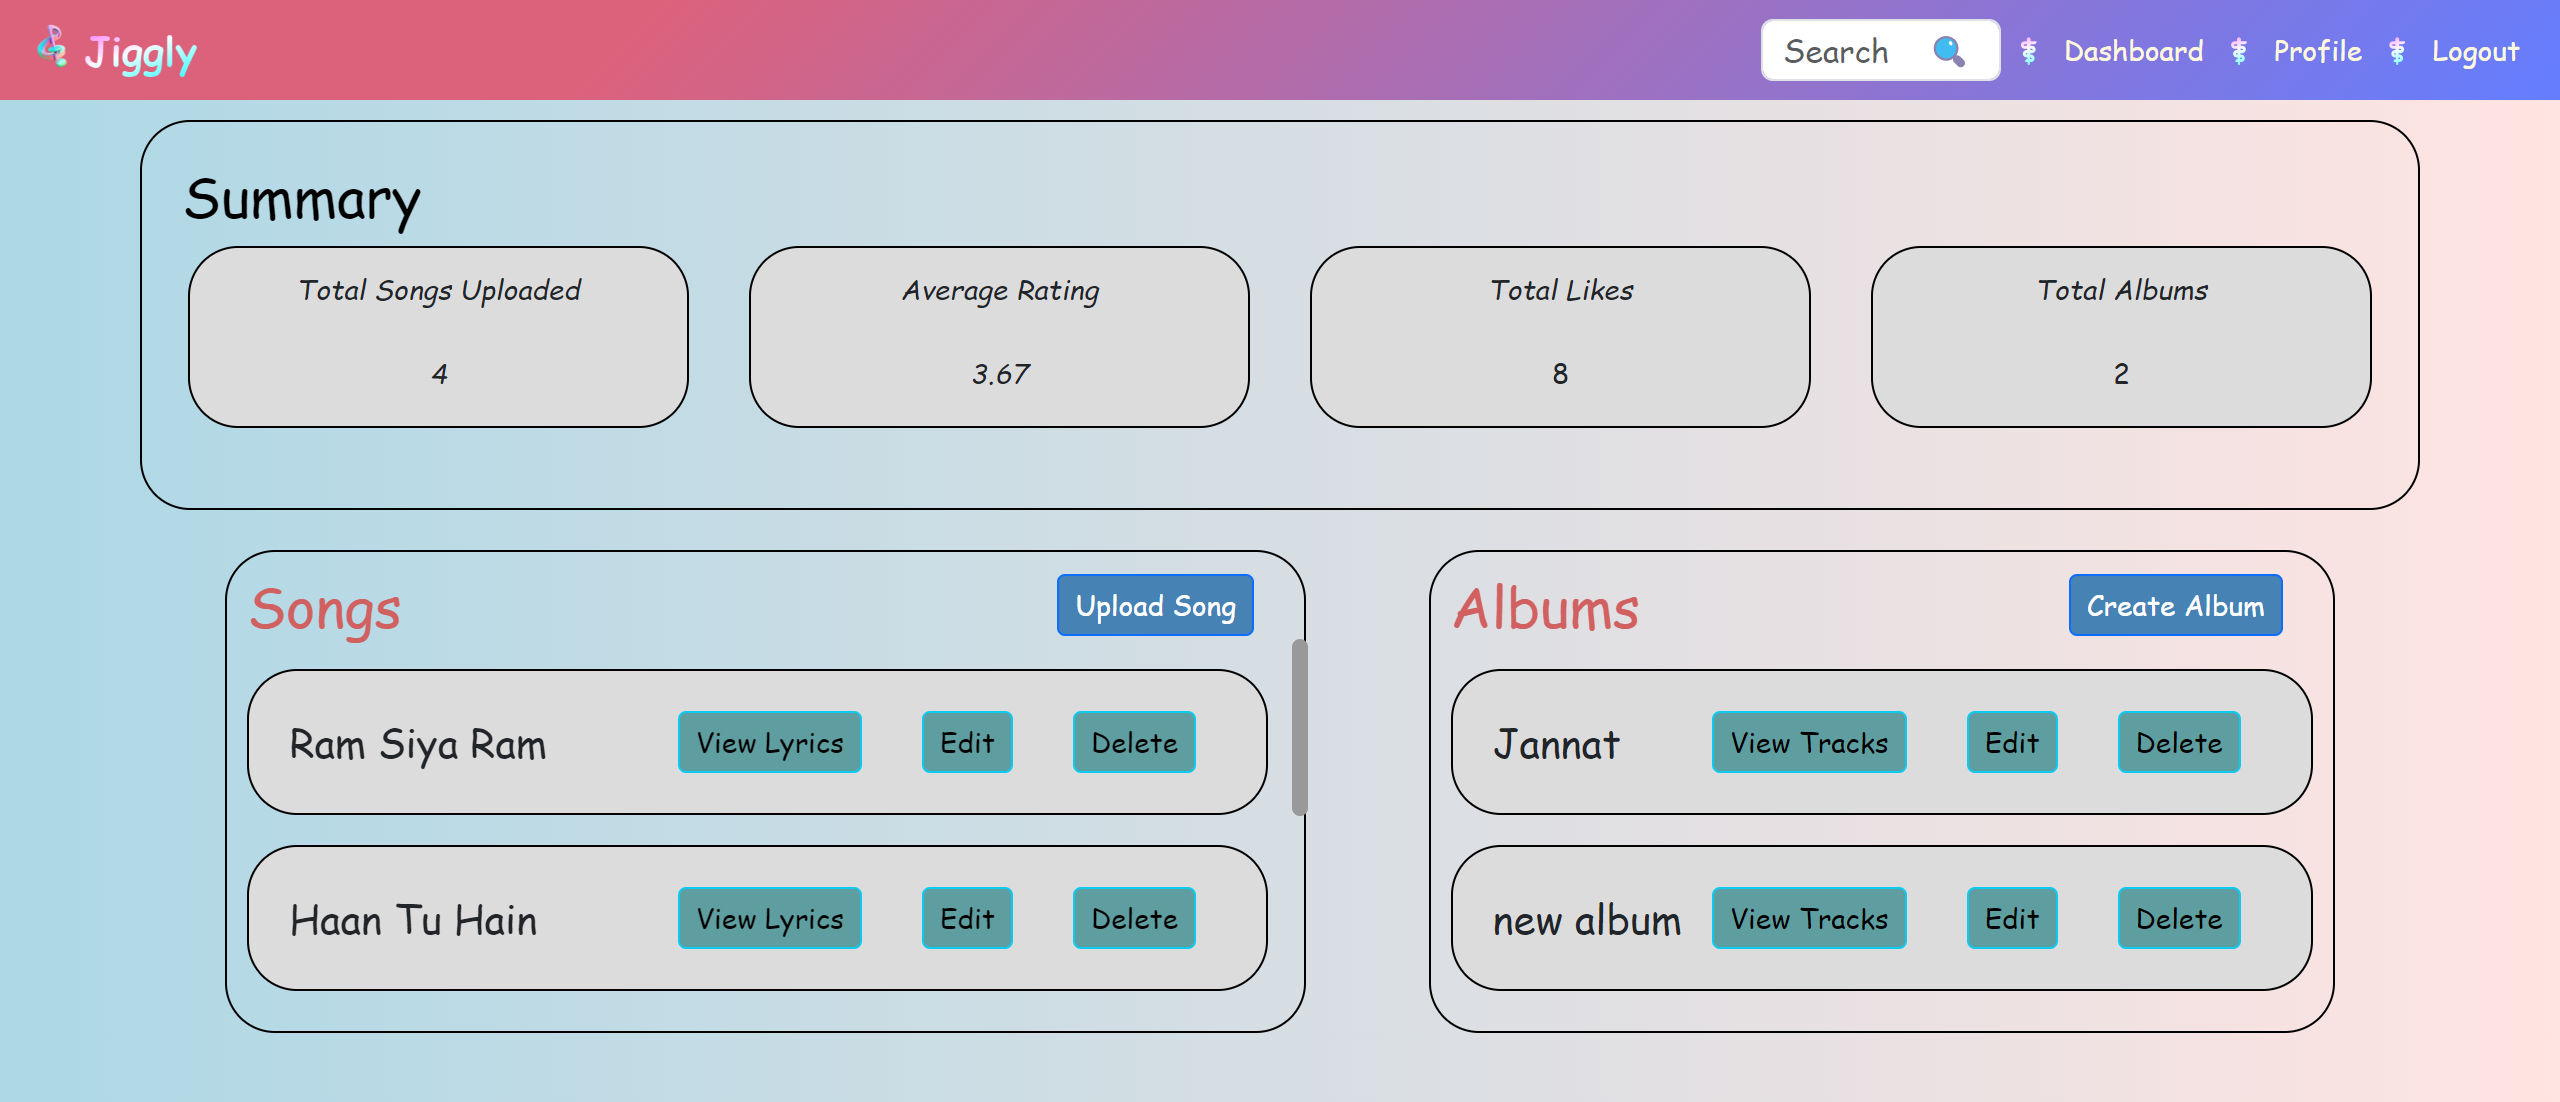 Jiggly
Search Dashboard Profile Logout
Summary
Total Songs Uploaded
4
Average Rating
3.67
Total Likes
8
Total Albums
2
Songs Upload Song
Ram Siya Ram View Lyrics Edit Delete
Haan Tu Hain View Lyrics Edit Delete
Albums Create Album
Jannat View Tracks Edit Delete
new album View Tracks Edit Delete